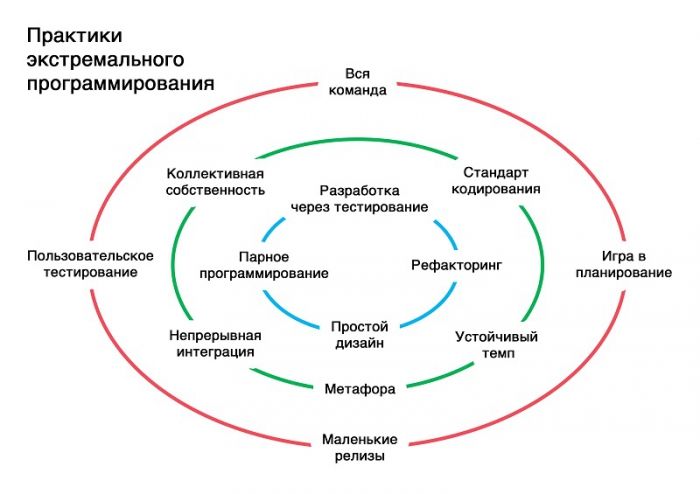 Практики
экстремального
программирования
Вся
команда
Коллективная
собственность
Стандарт
кодирования
Разработка
через тестирование
Пользовательское
тестирование
Парное
программирование
Рефакторинг
Игра в
планирование
Непрерывная
интеграция
Простой
дизайн
Устойчивый
темп
Метафора
Маленькие
релизы